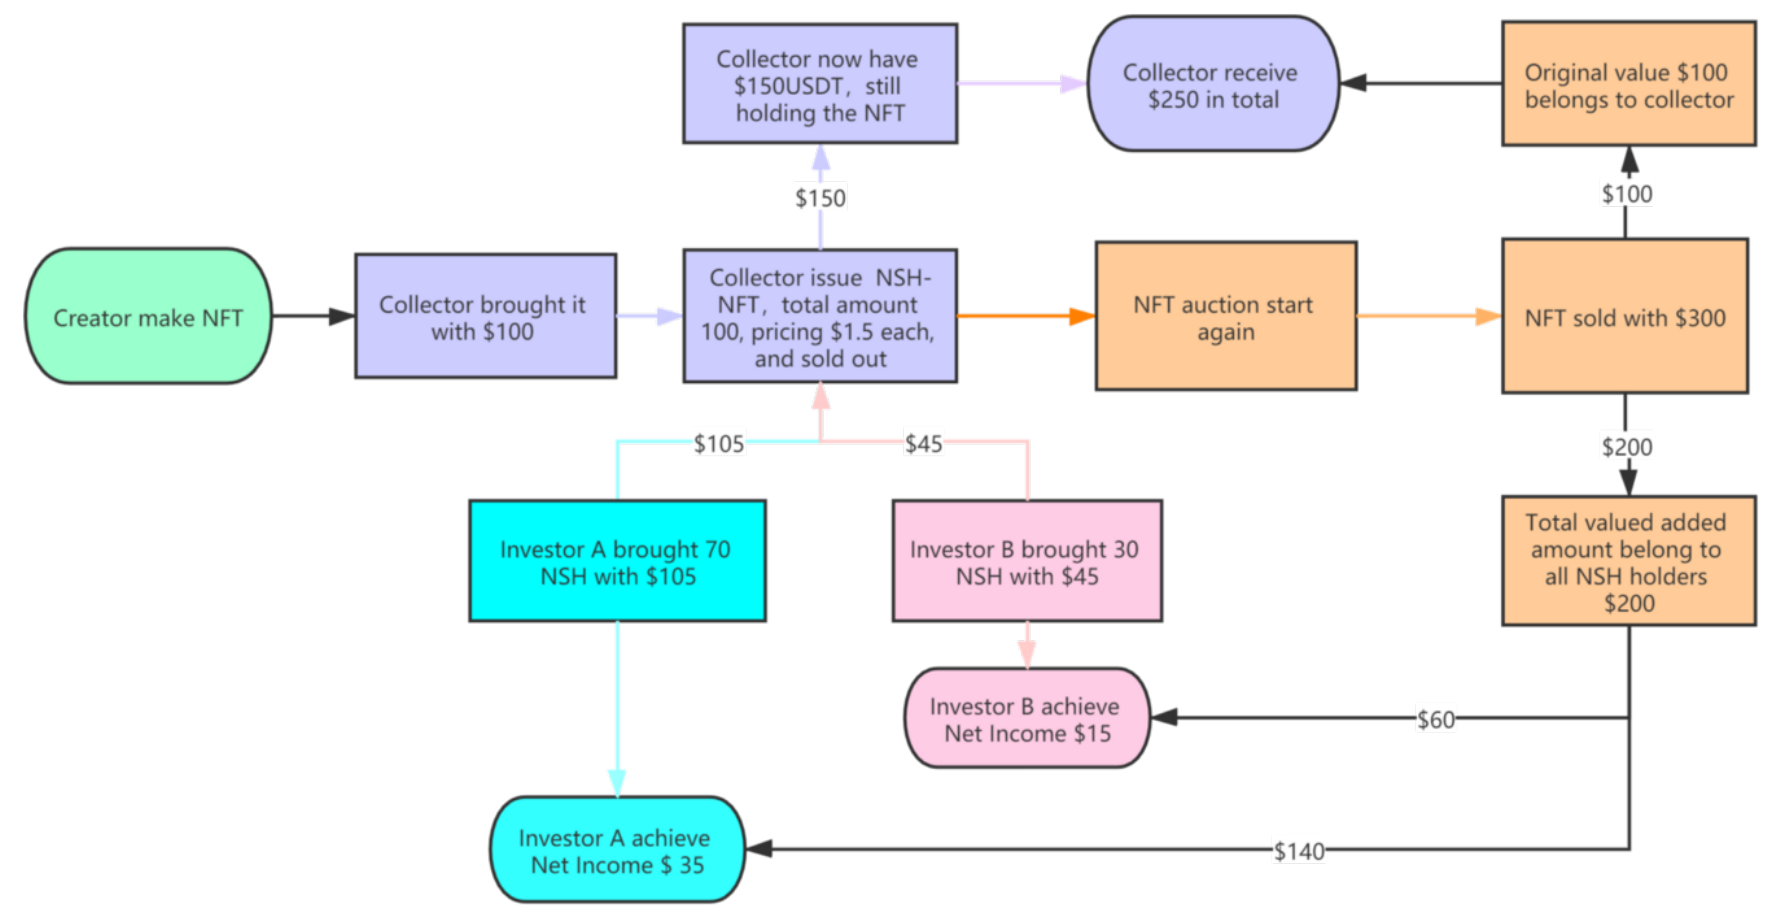 Collector now have
$150USDT, still
holding the NFT
Collector receive
$250 in total
Original value $100
belongs to collector
$150
$100
Creator make NFT
Collector brought it
with $100
Collector issue NSH-
NFT, total amount
100, pricing $1.5 each,
and sold out
NFT auction start
again
NFT sold with $300
$105
$45
$200
Investor A brought 70
NSH with $105
Investor B brought 30
NSH with $45
Total valued added
amount belong to
all NSH holders
$200
Investor B achieve
Net Income $15
$60
Investor A achieve
Net Income $ 35
$140